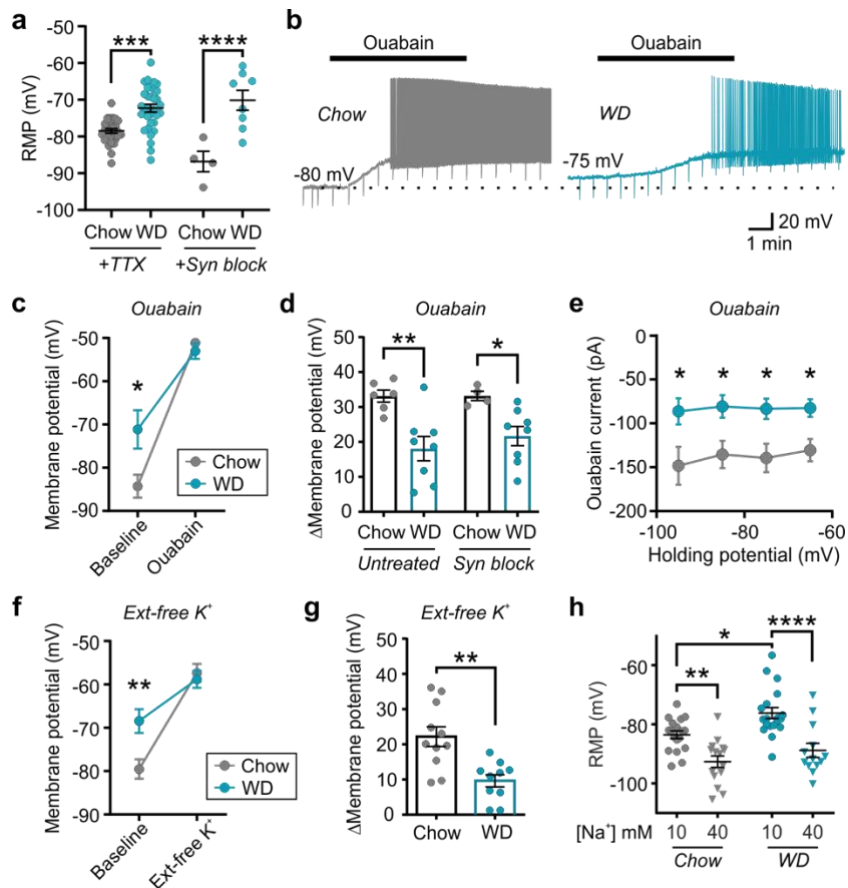 a
-50
-60
-70
-80
-90
-100
RMP (mV)
***
****
Chow WD Chow WD
+TTX +Syn block
b
Ouabain Ouabain
Chow WD
-80 mV -75 mV
20 mV
1 min
c
Ouabain
-50
-60
-70
-80
-90
Membrane potential (mV)
*
Chow
WD
Baseline
Ouabain
d
Ouabain
50
40
30
20
10
0
ΔMembrane potential (mV)
**
*
Chow WD Chow WD
Untreated Syn block
e
Ouabain
0
-50
-100
-150
-200
Ouabain current (pA)
* * * *
-100 -60
Holding potential (mV)
f
Ext-free K+
-40
-50
-60
-70
-80
-90
Membrane potential (mV)
**
Chow
WD
Baseline
Ext-free K+
g
Ext-free K+
50
40
30
20
10
0
ΔMembrane potential (mV)
**
Chow WD
h
-60
-80
-100
RMP (mV)
*
**
****
[Na+] mM 10 40 10 40
Chow WD